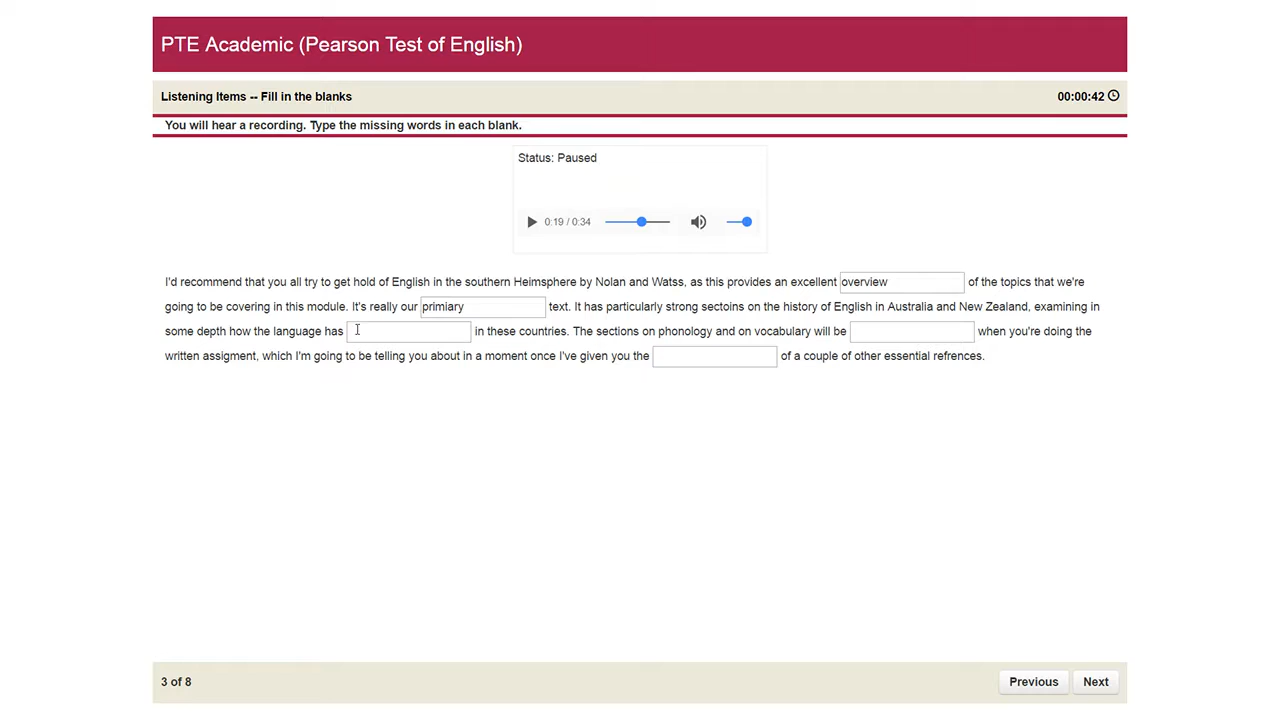 PTE Academic (Pearson Test of English)
Listening Items -- Fill in the blanks
00:00:42
You will hear a recording. Type the missing words in each blank.
Status: Paused
0:19 / 0:34
I'd recommend that you all try to get hold of English in the southern Heimsphere by Nolan and Watss, as this provides an excellent overview of the topics that we're
going to be covering in this module. It's really our primiary text. It has particularly strong sectoins on the history of English in Australia and New Zealand, examining in
some depth how the language has in these countries. The sections on phonology and on vocabulary will be when you're doing the
written assigment, which I'm going to be telling you about in a moment once I've given you the of a couple of other essential refrences.
3 of 8
Previous
Next